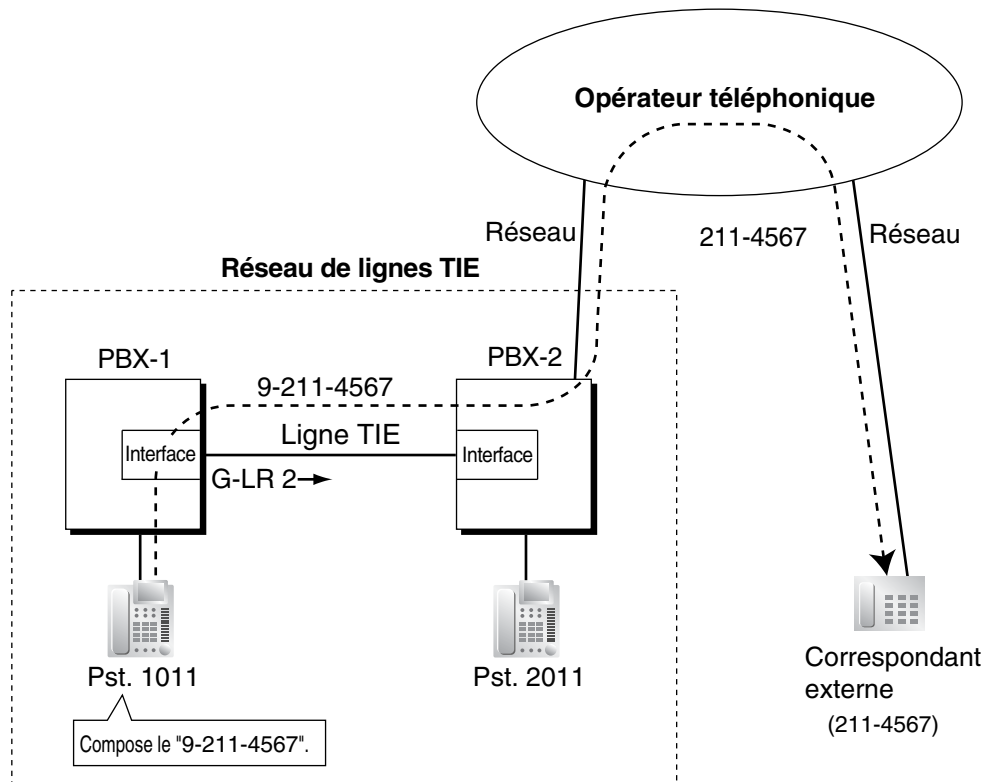 Opérateur téléphonique
Réseau
211-4567
Réseau
Réseau de lignes TIE
PBX-1
PBX-2
9-211-4567
Ligne TIE
Interface
Interface
G-LR 2
Pst. 1011
Pst. 2011
Correspondant
externe
(211-4567)
Compose le "9-211-4567".